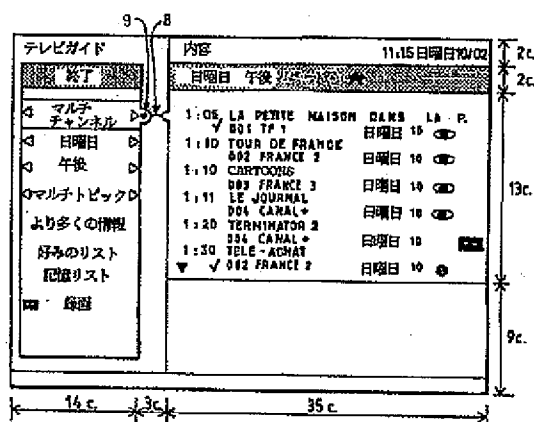 9 8
テレビガイド
内容 11:15 日曜日10/02
2c.
終了
日曜日 午後
2c.
マルチ
チャンネル
日曜日
午後
マルチトピック
より多くの情報
好みのリスト
記憶リスト
録画
1:05 LA PETITE MAISON DANS LA P.
✓ 001 TF 1 日曜日 10
1:10 TOUR DE FRANCE
002 FRANCE 2 日曜日 10
1:10 CARTOONS
003 FRANCE 3 日曜日 10
1:11 LE JOURNAL
004 CANAL+ 日曜日 10
1:20 TERMINATOR 2
004 CANAL+ 日曜日 10
1:30 TELE-ACHAT
▼ ✓ 002 FRANCE 2 日曜日 10
13c.
9c.
14 c. 3c. 35 c.